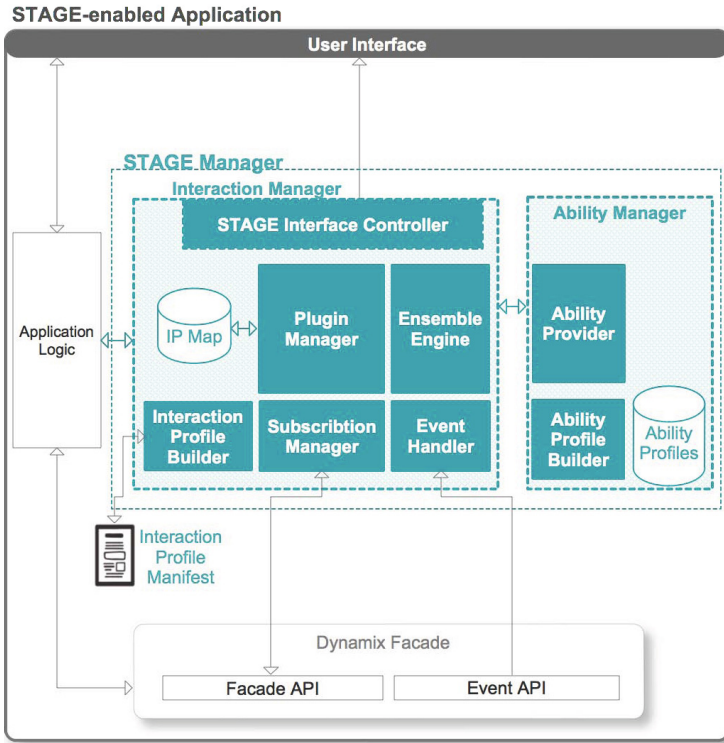 STAGE-enabled Application
User Interface
STAGE Manager
Interaction Manager
STAGE Interface Controller
Ability Manager
Application
Logic
IP Map
Plugin
Manager
Ensemble
Engine
Ability
Provider
Interaction
Profile
Builder
Subscribtion
Manager
Event
Handler
Ability
Profile
Builder
Ability
Profiles
Interaction
Profile
Manifest
Dynamix Facade
Facade API
Event API